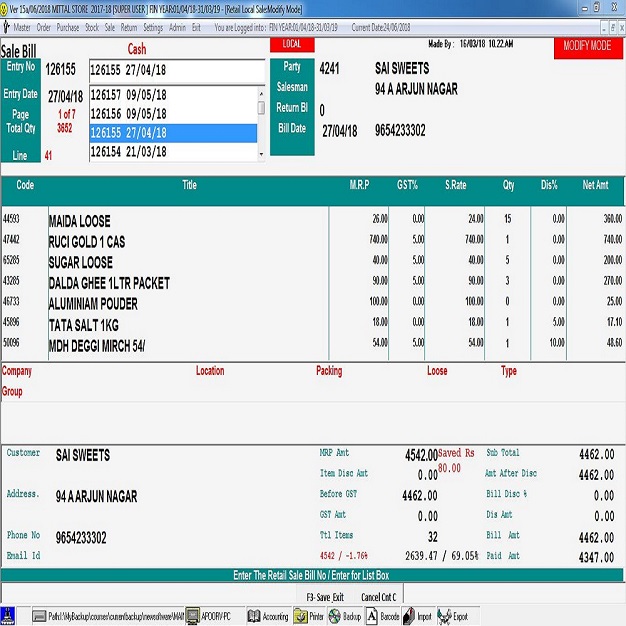 Ver 15a/06/2018 MITTAL STORE 2017-18 [SUPER USER] FIN YEAR:01/04/18-31/03/19 - [Retail Local Sale:Modify Mode]
Master Order Purchase Stock Sale Return Settings Admin Exit You are Logged into : FIN YEAR:01/04/18-31/03/19 Current Date:24/06/2018
Sale Bill Cash LOCAL Made By : 16/03/18 10.22AM MODIFY MODE
Entry No 126155 126155 27/04/18 Party 4241 SAI SWEETS
Salesman 94 A ARJUN NAGAR
Entry Date 27/04/18 126157 09/05/18 Return Bl 0
Page 1 of 7 126156 09/05/18 Bill Date 27/04/18 9654233302
Total Qty 3652 126155 27/04/18
Line 41 126154 21/03/18
Code Title M.R.P GST% S.Rate Qty Dis% Net Amt
44593 MAIDA LOOSE 26.00 0.00 24.00 15 0.00 360.00
47442 RUCI GOLD 1 CAS 740.00 5.00 740.00 1 0.00 740.00
65285 SUGAR LOOSE 40.00 5.00 40.00 5 0.00 200.00
43285 DALDA GHEE 1LTR PACKET 90.00 5.00 90.00 3 0.00 270.00
46733 ALUMINIAM POUDER 100.00 0.00 100.00 0 0.00 25.00
45896 TATA SALT 1KG 18.00 0.00 18.00 1 5.00 17.10
50096 MDH DEGGI MIRCH 54/ 54.00 5.00 54.00 1 10.00 48.60
Company Location Packing Loose Type
Group
Customer SAI SWEETS MRP Amt 4542.00 Saved Rs 80.00 Sub Total 4462.00
Item Disc Amt 0.00 Amt After Disc 4462.00
Address. 94 A ARJUN NAGAR Before GST 4462.00 Bill Disc % 0.00
GST Amt 0.00 Dis Amt 0.00
Phone No 9654233302 Ttl Items 32 Bill Amt 4462.00
Email Id 4542 / -1.76% 2639.47 / 69.05% Paid Amt 4347.00
Enter The Retail Sale Bill No / Enter for List Box
F3- Save_Exit Cancel Cnt C
Path:\MyBackup\courses\currentbackup\newsoftware\MAIN APOORV-PC Accounting Printer Backup Barcode Import Export